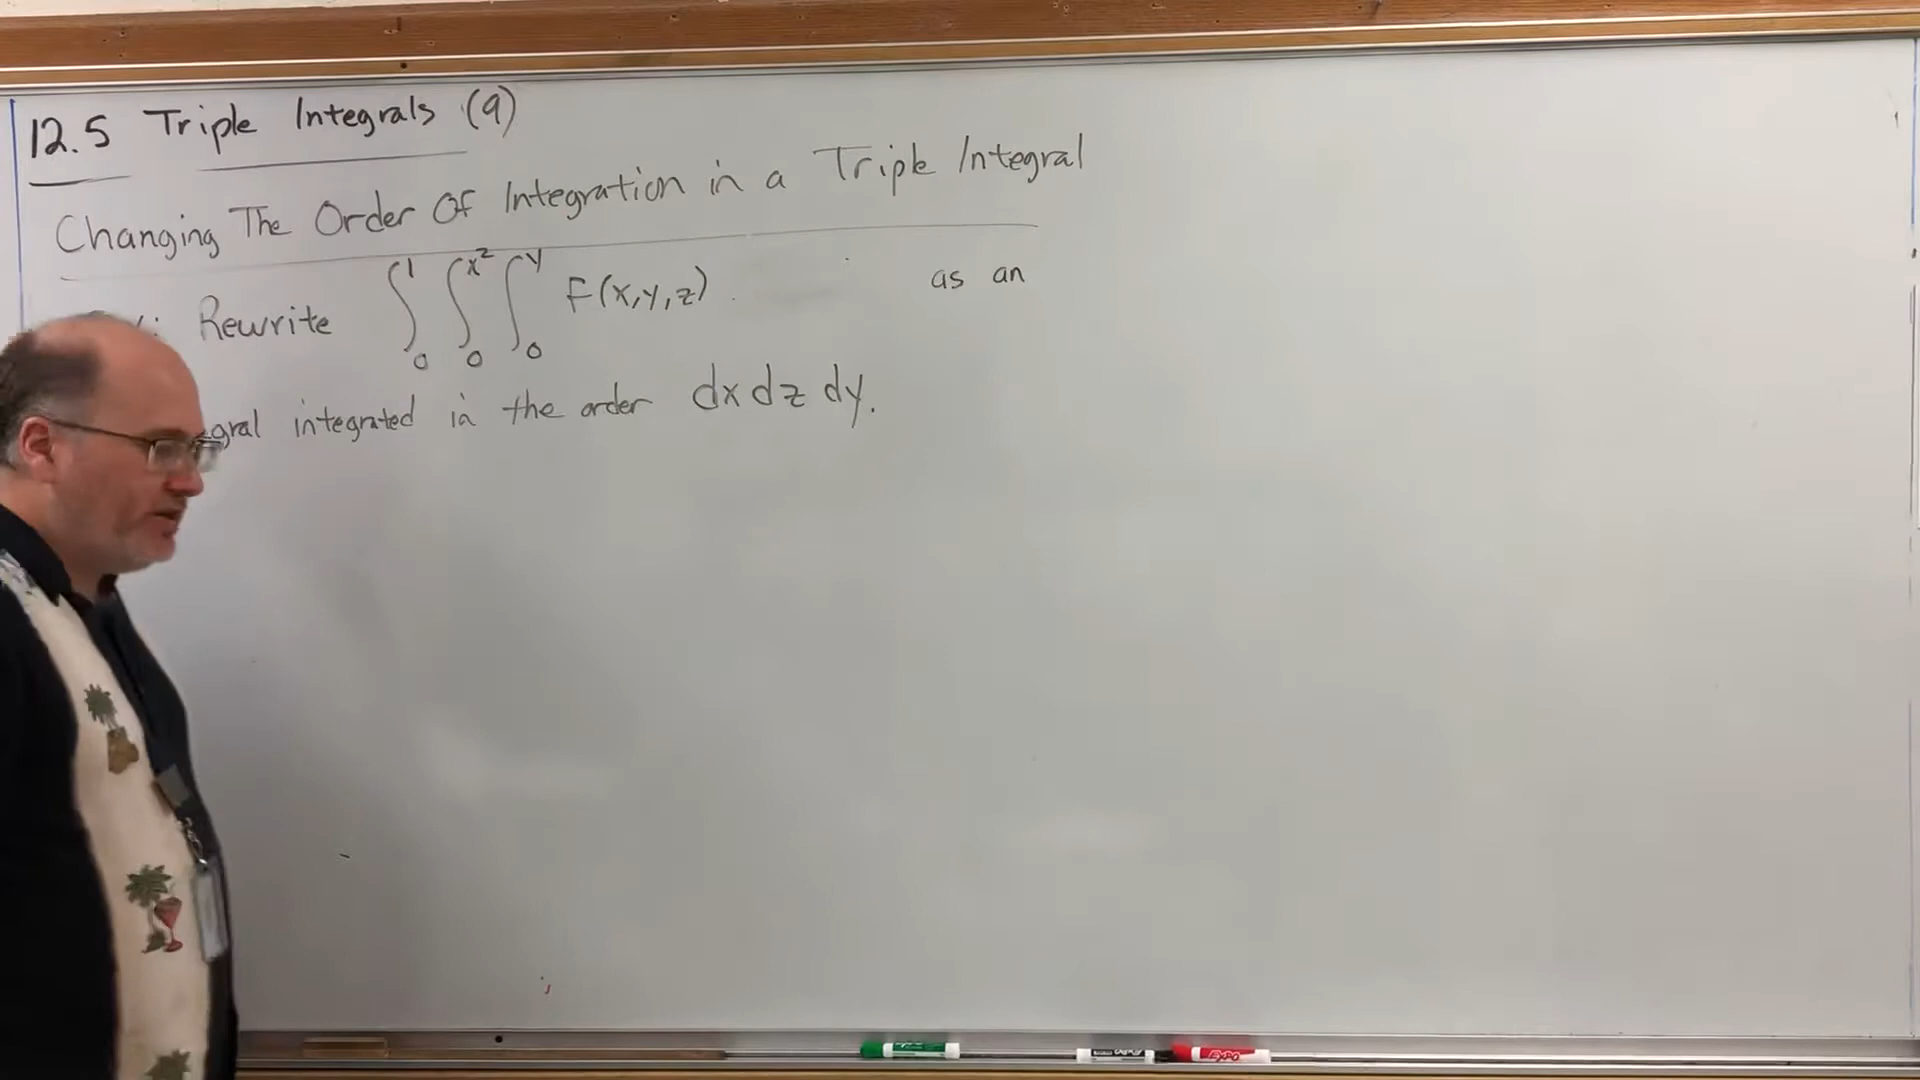 12.5 Triple Integrals (9)
Changing The Order Of Integration in a Triple Integral
Rewrite ∫₀¹ ∫₀^x² ∫₀^y F(x,y,z) as an
gral integrated in the order dx dz dy.
EXPO